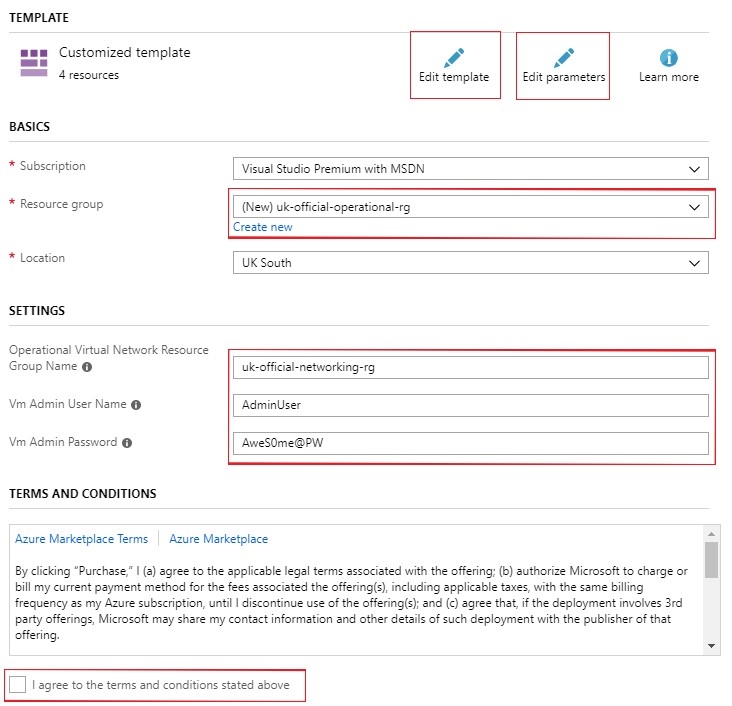 TEMPLATE
Customized template
4 resources
Edit template
Edit parameters
Learn more
BASICS
* Subscription
Visual Studio Premium with MSDN
* Resource group
(New) uk-official-operational-rg
Create new
* Location
UK South
SETTINGS
Operational Virtual Network Resource
Group Name
uk-official-networking-rg
Vm Admin User Name
AdminUser
Vm Admin Password
AweS0me@PW
TERMS AND CONDITIONS
Azure Marketplace Terms
Azure Marketplace
By clicking “Purchase,” I (a) agree to the applicable legal terms associated with the offering; (b) authorize Microsoft to charge or
bill my current payment method for the fees associated the offering(s), including applicable taxes, with the same billing
frequency as my Azure subscription, until I discontinue use of the offering(s); and (c) agree that, if the deployment involves 3rd
party offerings, Microsoft may share my contact information and other details of such deployment with the publisher of that
offering.
I agree to the terms and conditions stated above